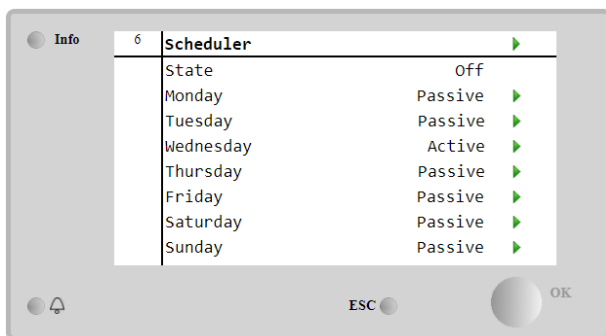 Info
6 Scheduler
State Off
Monday Passive
Tuesday Passive
Wednesday Active
Thursday Passive
Friday Passive
Saturday Passive
Sunday Passive
ESC
OK